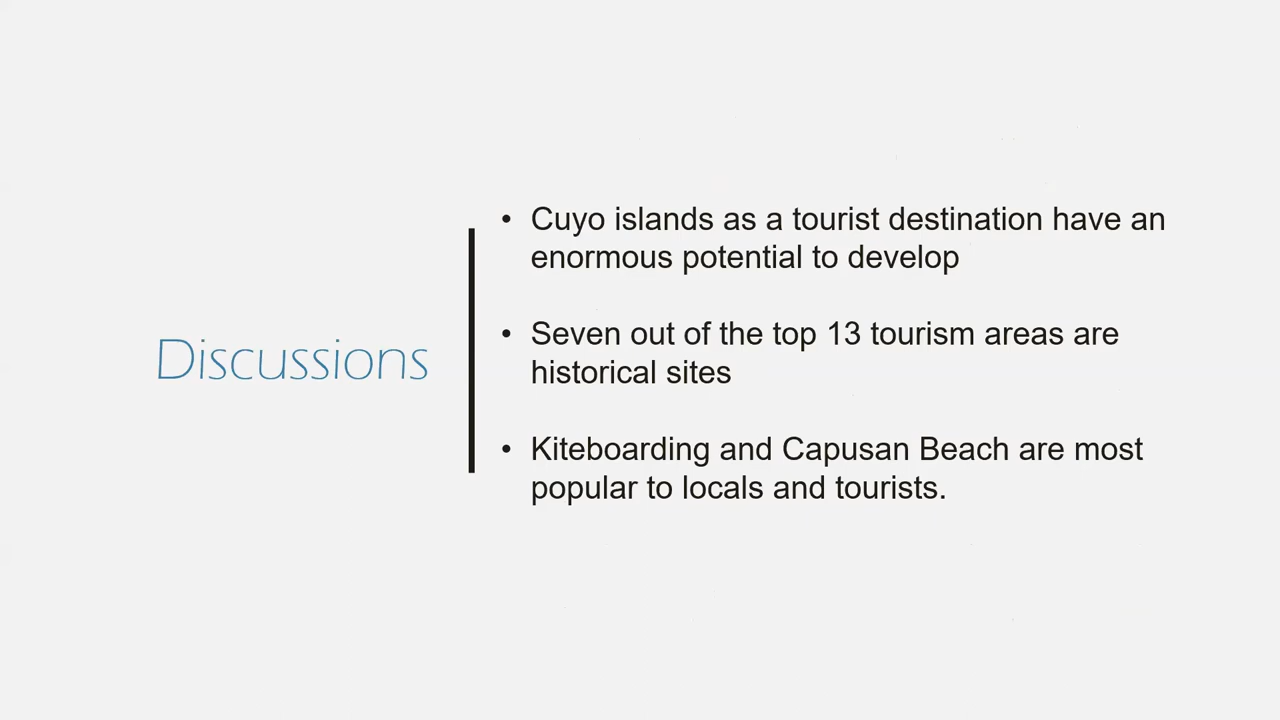 Discussions
• Cuyo islands as a tourist destination have an
enormous potential to develop
• Seven out of the top 13 tourism areas are
historical sites
• Kiteboarding and Capusan Beach are most
popular to locals and tourists.